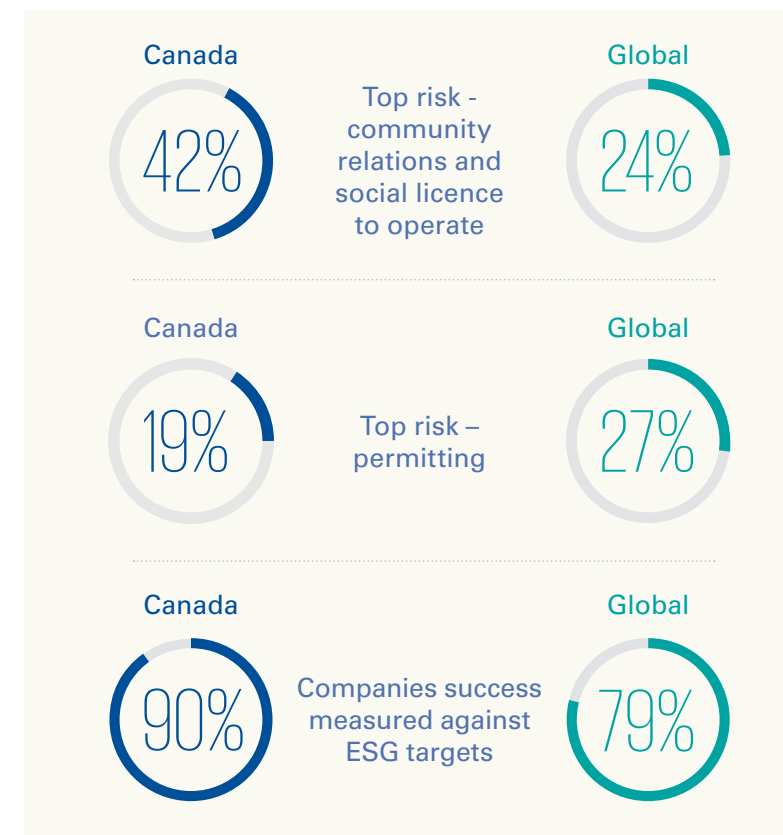 Canada
Global
42%
Top risk -
community
relations and
social licence
to operate
24%
Canada
Global
19%
Top risk –
permitting
27%
Canada
Global
90%
Companies success
measured against
ESG targets
79%